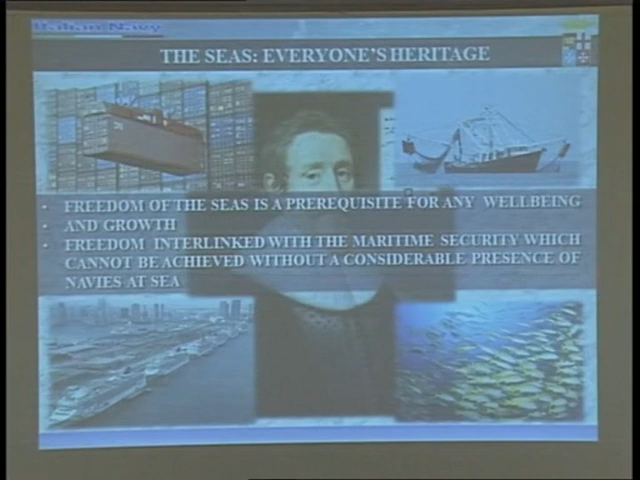 Italian Navy
THE SEAS: EVERYONE'S HERITAGE
• FREEDOM OF THE SEAS IS A PREREQUISITE FOR ANY WELLBEING
• AND GROWTH
• FREEDOM INTERLINKED WITH THE MARITIME SECURITY WHICH
CANNOT BE ACHIEVED WITHOUT A CONSIDERABLE PRESENCE OF
NAVIES AT SEA